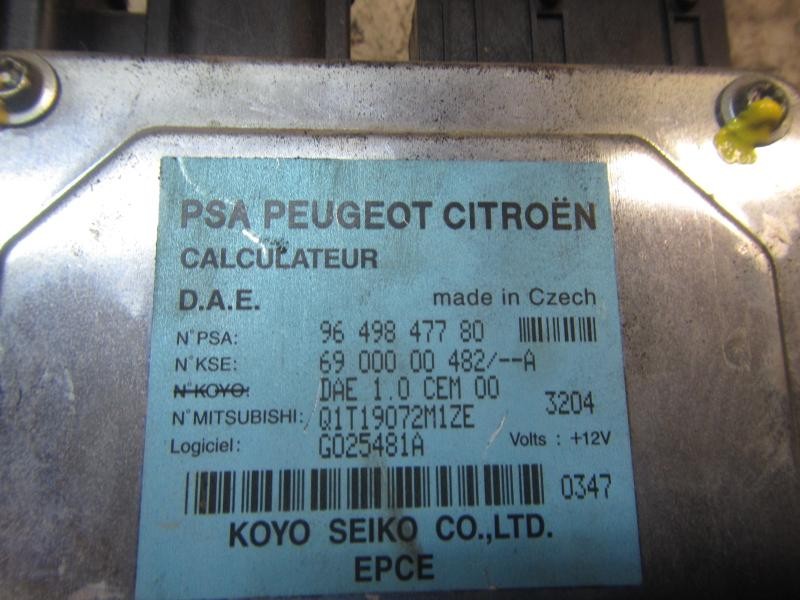 PSA PEUGEOT CITROËN
CALCULATEUR
D.A.E. made in Czech
N°PSA: 96 498 477 80
N°KSE: 69 000 00 482/--A
N°KOYO: DAE 1.0 CEM 00
3204
N°MITSUBISHI: Q1T19072M1ZE
Logiciel: G025481A Volts : +12V
0347
KOYO SEIKO CO.,LTD.
EPCE